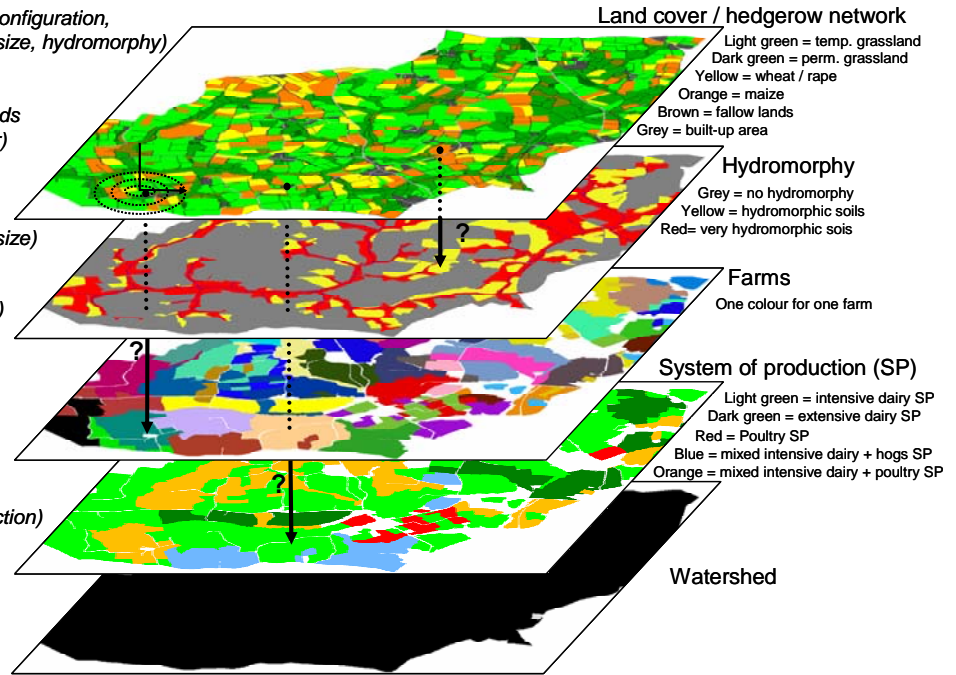 onfiguration,
size, hydromorphy)
ds
r)
size)
)
ction)
Land cover / hedgerow network
Light green = temp. grassland
Dark green = perm. grassland
Yellow = wheat / rape
Orange = maize
Brown = fallow lands
Grey = built-up area
Hydromorphy
Grey = no hydromorphy
Yellow = hydromorphic soils
Red= very hydromorphic sois
?
Farms
One colour for one farm
?
System of production (SP)
Light green = intensive dairy SP
Dark green = extensive dairy SP
Red = Poultry SP
Blue = mixed intensive dairy + hogs SP
Orange = mixed intensive dairy + poultry SP
?
Watershed